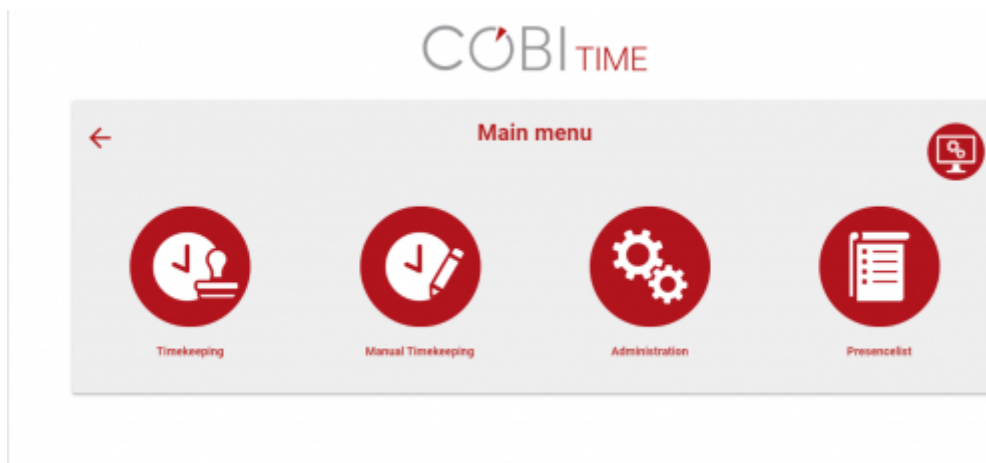 COBI TIME
Main menu
Timekeeping
Manual Timekeeping
Administration
Presencelist